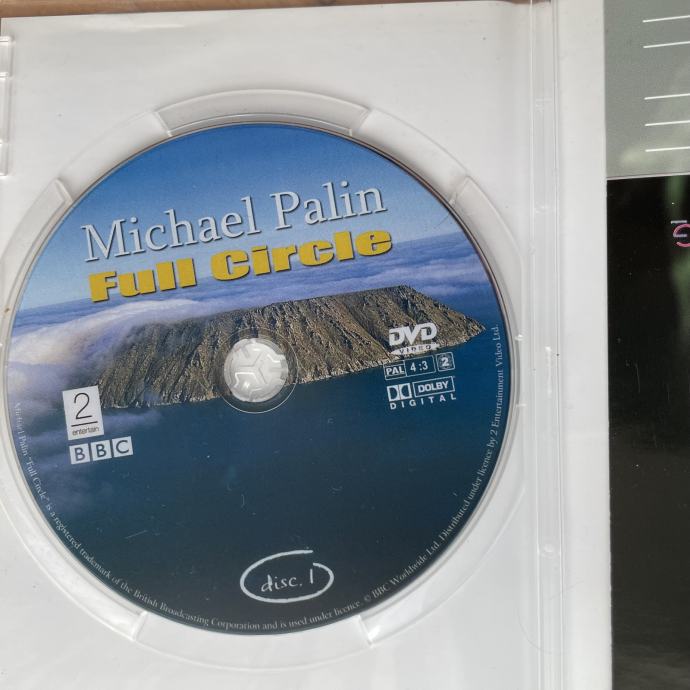 Michael Palin
Full Circle
DVD
VIDEO
PAL 4:3 2
DOLBY
DIGITAL
2
entertain
BBC
disc. 1
Michael Palin "Full Circle" is a registered trademark of the British Broadcasting Corporation and is used under licence © BBC Worldwide Ltd. Distributed under licence by 2 Entertainment Video Ltd.